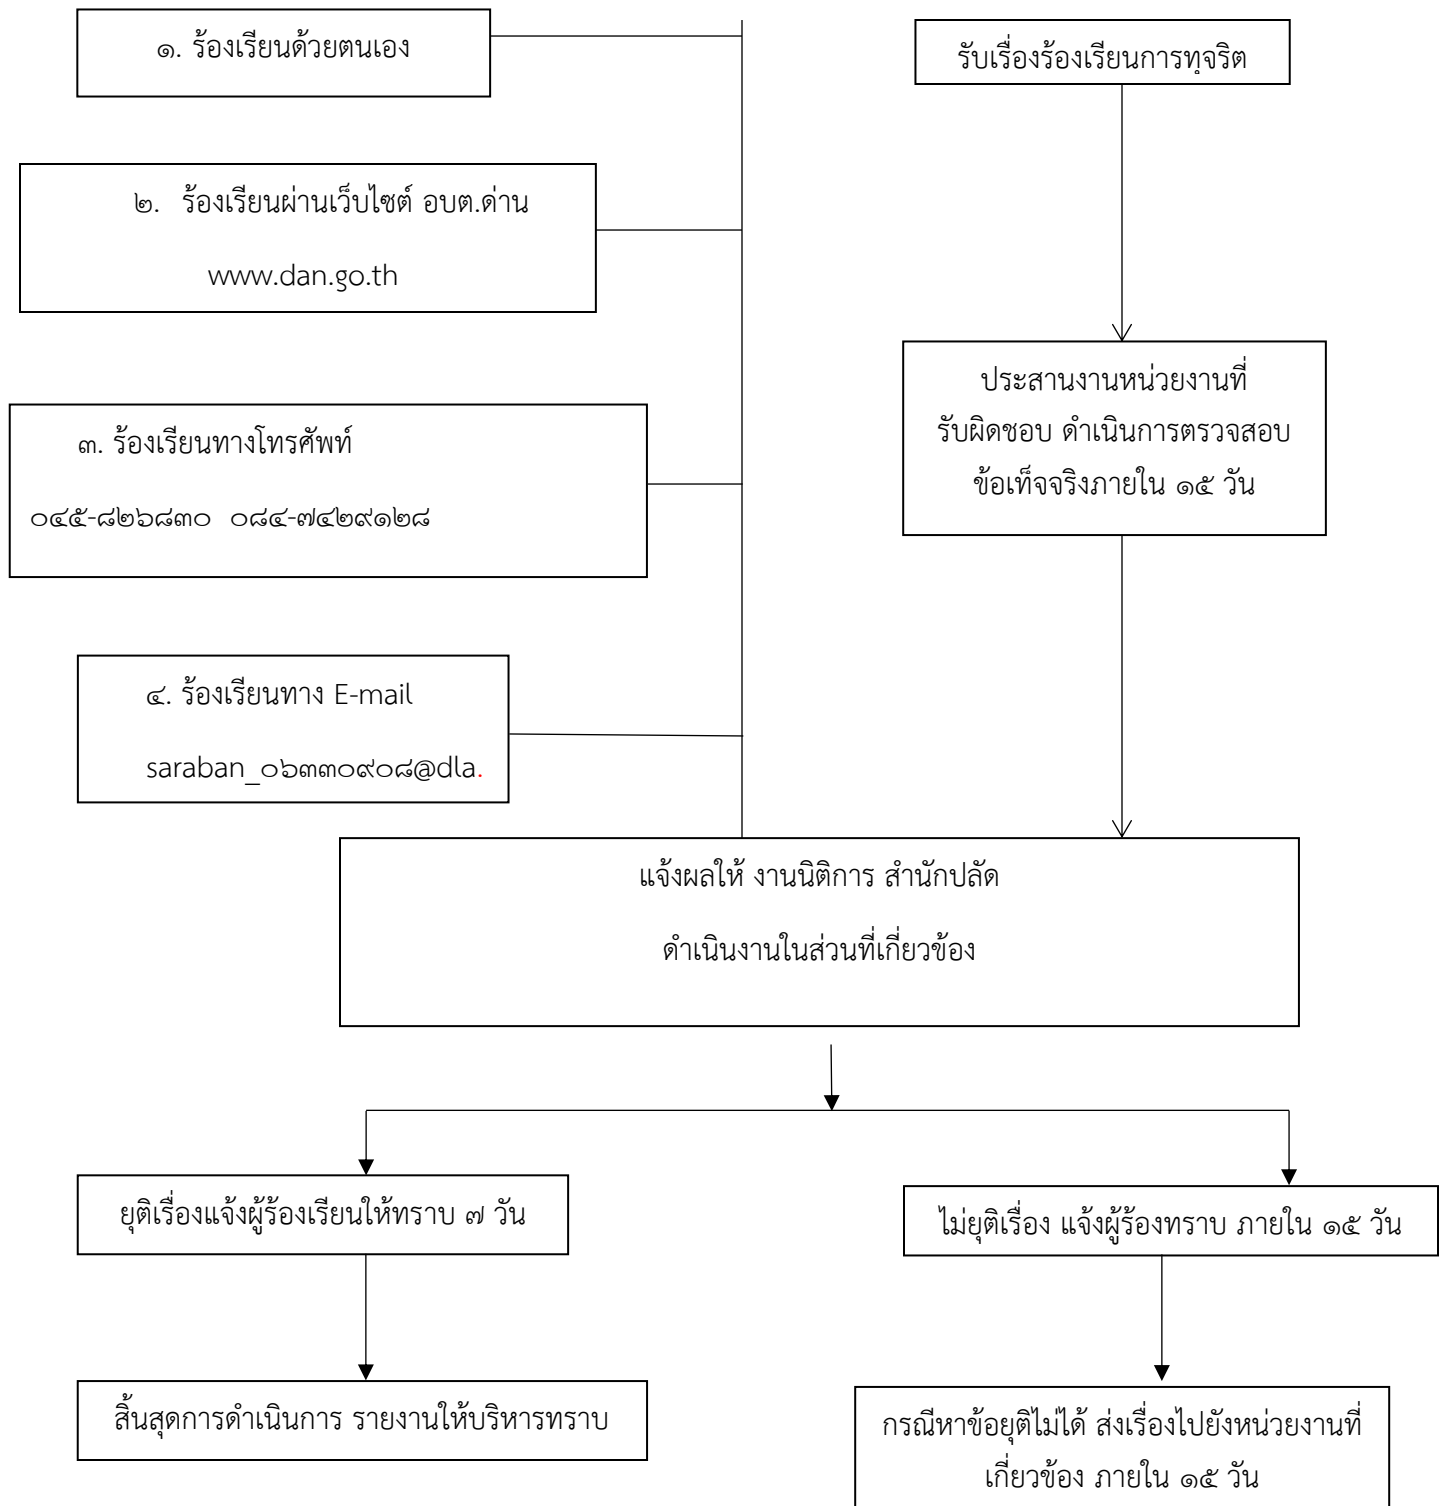 ๑. ร้องเรียนด้วยตนเอง
รับเรื่องร้องเรียนการทุจริต
๒. ร้องเรียนผ่านเว็บไซต์ อบต.ด่าน
www.dan.go.th
ประสานงานหน่วยงานที่
รับผิดชอบ ดำเนินการตรวจสอบ
ข้อเท็จจริงภายใน ๑๕ วัน
๓. ร้องเรียนทางโทรศัพท์
๐๔๕-๘๒๖๘๓๐ ๐๘๔-๗๔๒๙๑๒๘
๔. ร้องเรียนทาง E-mail
saraban_๐๖๓๓๐๙๐๘@dla.
แจ้งผลให้ งานนิติการ สำนักปลัด
ดำเนินงานในส่วนที่เกี่ยวข้อง
ยุติเรื่องแจ้งผู้ร้องเรียนให้ทราบ ๗ วัน
ไม่ยุติเรื่อง แจ้งผู้ร้องทราบ ภายใน ๑๕ วัน
สิ้นสุดการดำเนินการ รายงานให้บริหารทราบ
กรณีหาข้อยุติไม่ได้ ส่งเรื่องไปยังหน่วยงานที่
เกี่ยวข้อง ภายใน ๑๕ วัน